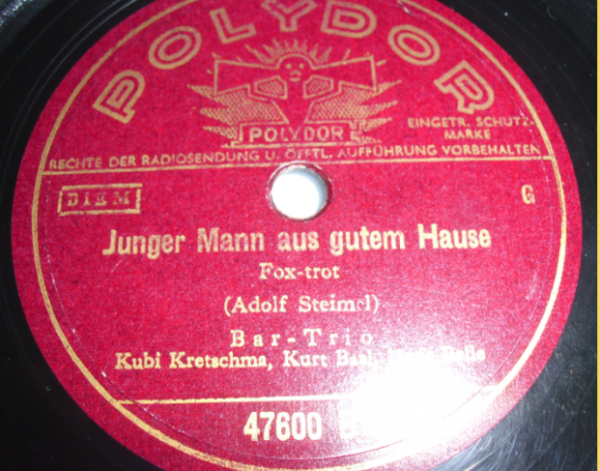 POLYDOR
POLYDOR
EINGETR. SCHUTZ-
MARKE
RECHTE DER RADIOSENDUNG U. ÖFFTL. AUFFÜHRUNG VORBEHALTEN
BIEM
G
Junger Mann aus gutem Hause
Fox-trot
(Adolf Steimel)
Bar-Trio
Kubi Kretschma, Kurt
47600